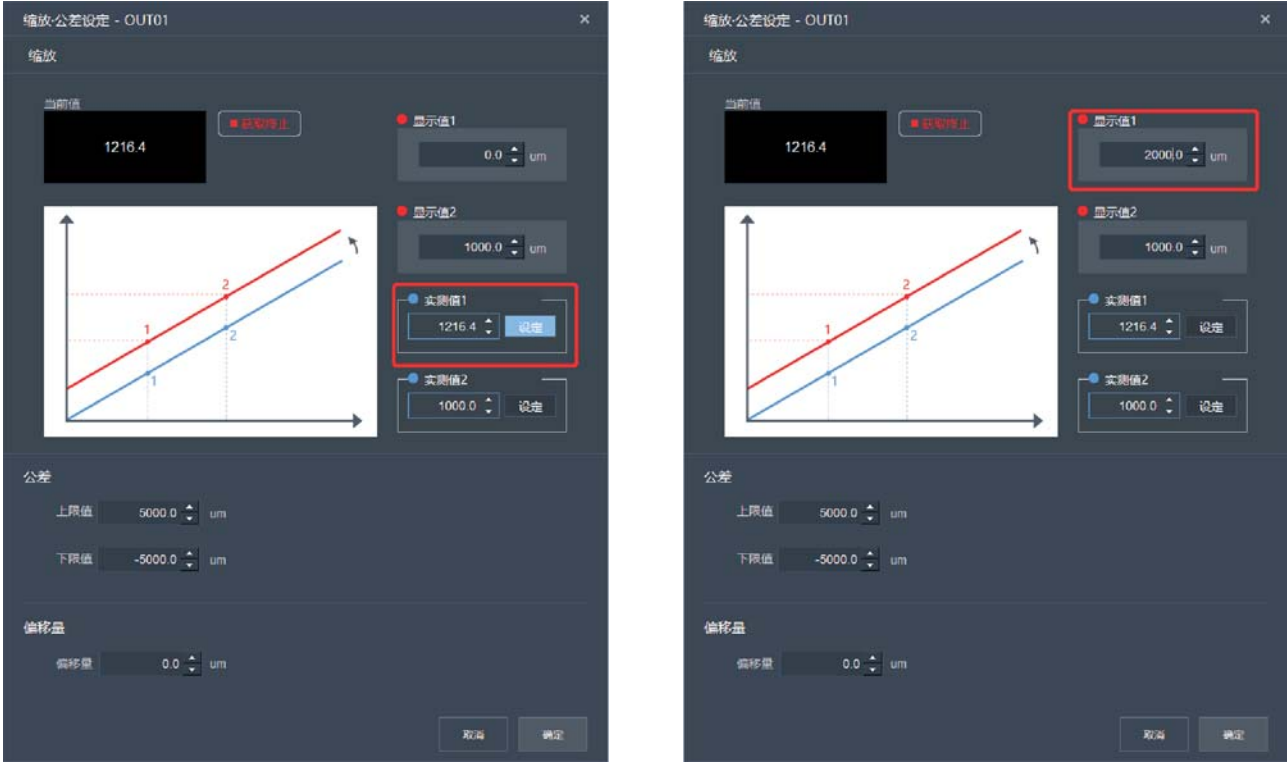 缩放·公差设定 - OUT01 ×
缩放
当前值
1216.4
■ 获取停止
显示值1
0.0 um
显示值2
1000.0 um
实测值1
1216.4 设定
实测值2
1000.0 设定
2
1
2
1
公差
上限值 5000.0 um
下限值 -5000.0 um
偏移量
偏移量 0.0 um
取消 确定
缩放·公差设定 - OUT01 ×
缩放
当前值
1216.4
■ 获取停止
显示值1
2000.0 um
显示值2
1000.0 um
实测值1
1216.4 设定
实测值2
1000.0 设定
2
1
2
1
公差
上限值 5000.0 um
下限值 -5000.0 um
偏移量
偏移量 0.0 um
取消 确定